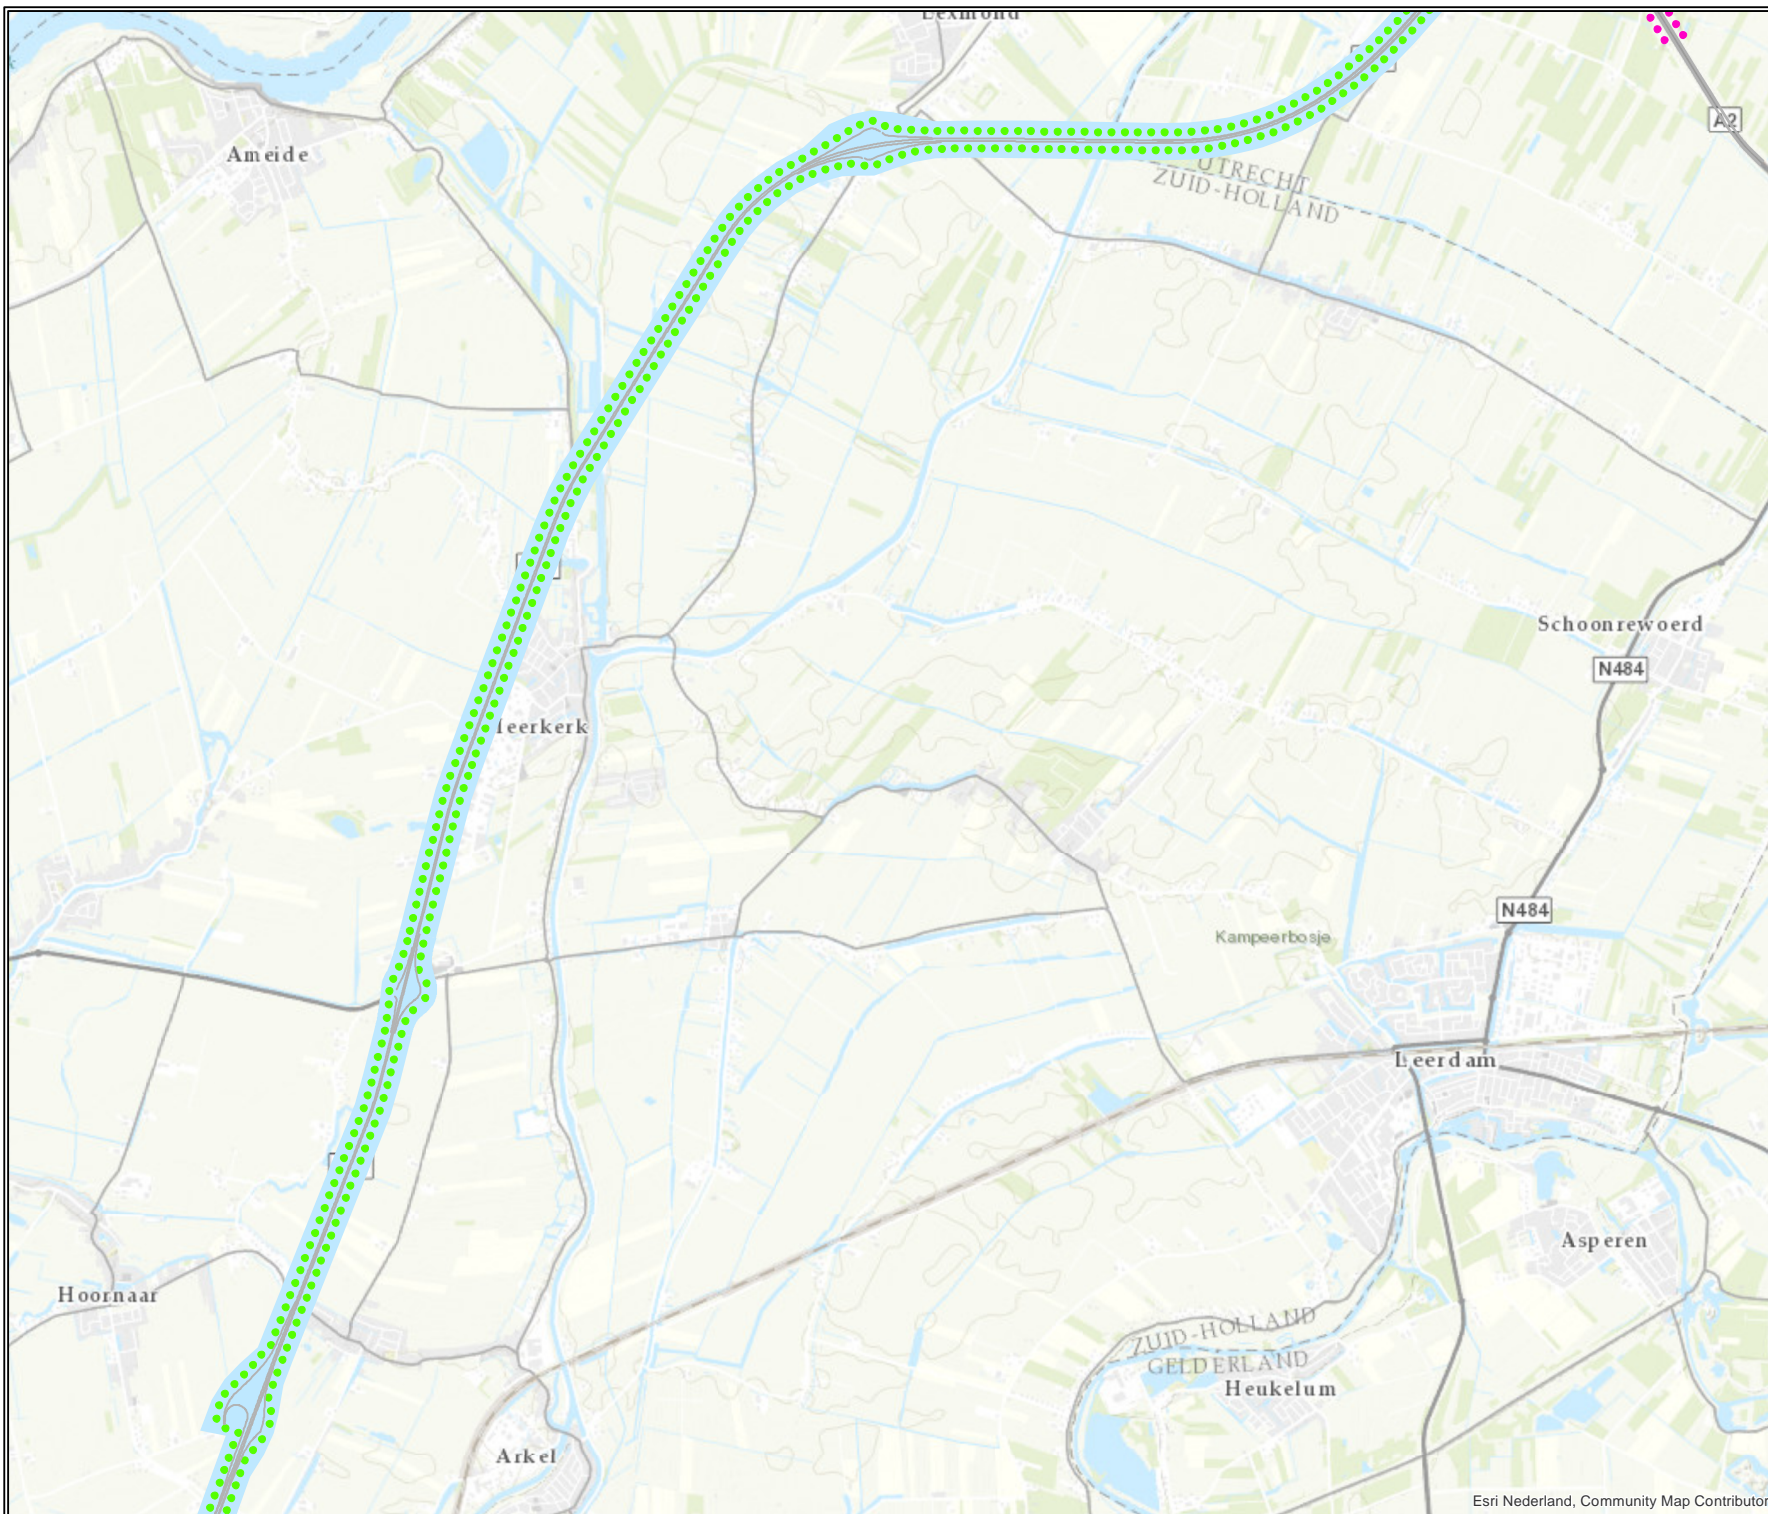 Lexmond
A2
Ameide
UTRECHT
ZUID-HOLLAND
Schoonrewoerd
N484
eerkerk
N484
Kampeerbosje
Leerdam
Asperen
Hoornaar
ZUID-HOLLAND
GELDERLAND
Heukelum
Arkel
Esri Nederland, Community Map Contributor